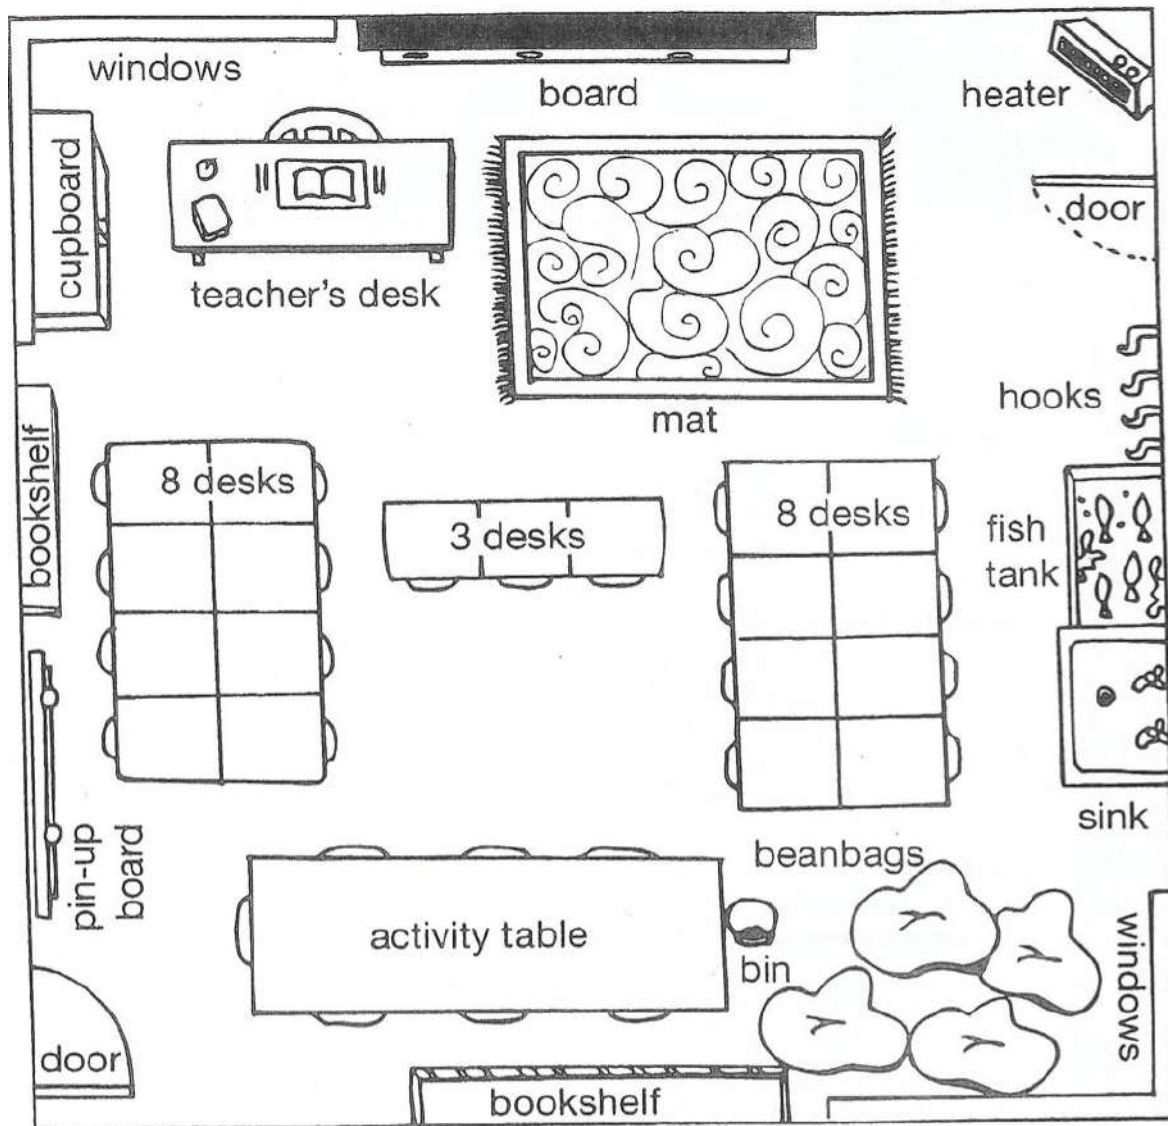 windows
board
heater
cupboard
door
teacher's desk
hooks
mat
bookshelf
8 desks
3 desks
8 desks
fish
tank
sink
pin-up
board
beanbags
activity table
bin
windows
door
bookshelf